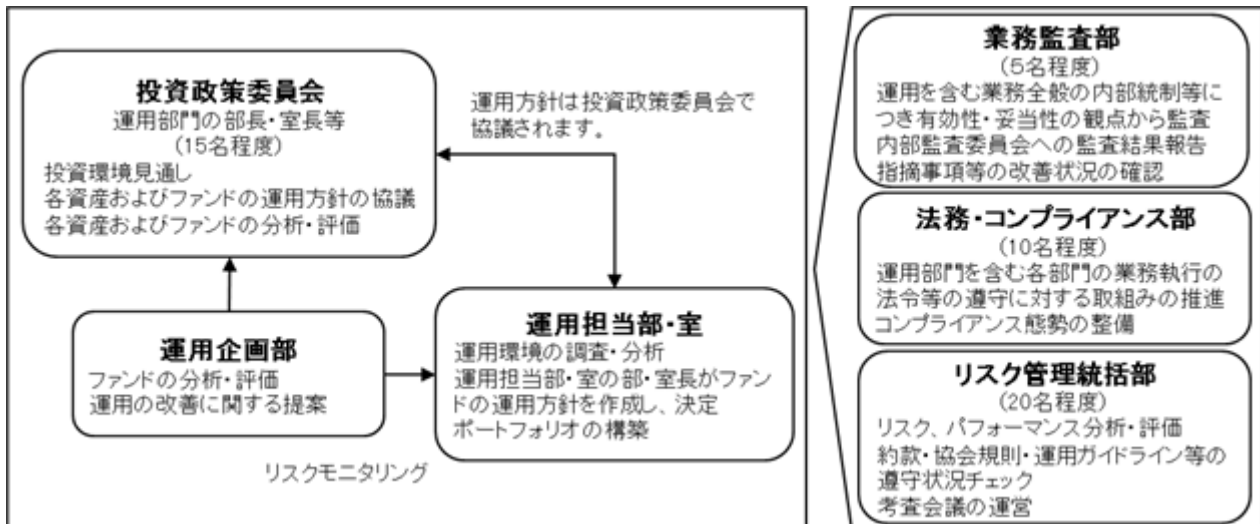 投資政策委員会
運用部門の部長・室長等
(15名程度)
投資環境見通し
各資産およびファンドの運用方針の協議
各資産およびファンドの分析・評価
運用方針は投資政策委員会で
協議されます。
運用企画部
ファンドの分析・評価
運用の改善に関する提案
運用担当部・室
運用環境の調査・分析
運用担当部・室の部・室長がファン
ドの運用方針を作成し、決定
ポートフォリオの構築
リスクモニタリング
業務監査部
(5名程度)
運用を含む業務全般の内部統制等に
つき有効性・妥当性の観点から監査
内部監査委員会への監査結果報告
指摘事項等の改善状況の確認
法務・コンプライアンス部
(10名程度)
運用部門を含む各部門の業務執行の
法令等の遵守に対する取組みの推進
コンプライアンス態勢の整備
リスク管理統括部
(20名程度)
リスク、パフォーマンス分析・評価
約款・協会規則・運用ガイドライン等の
遵守状況チェック
考査会議の運営